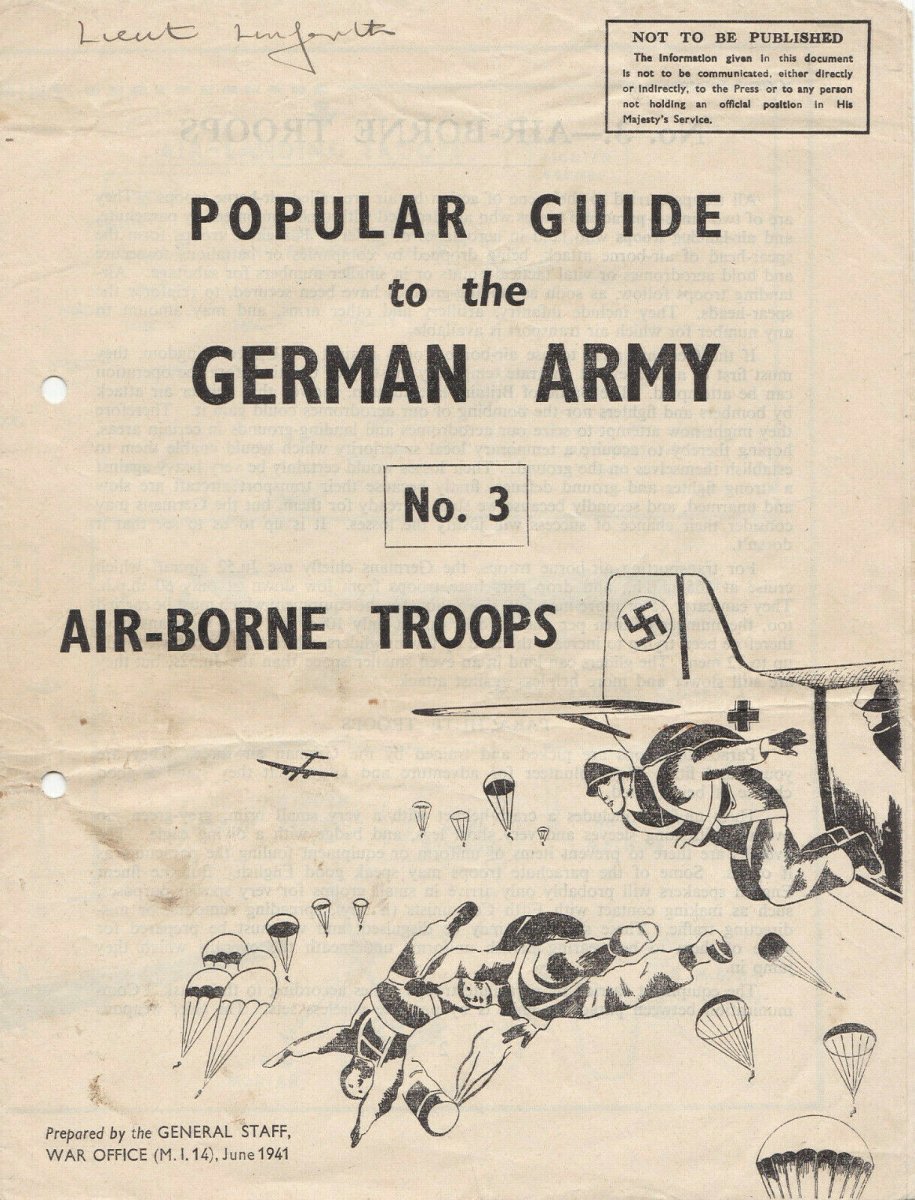 Lieut
NOT TO BE PUBLISHED
The information given in this document
is not to be communicated, either directly
or indirectly, to the Press or to any person
not holding an official position in His
Majesty's Service.
POPULAR GUIDE
to the
GERMAN ARMY
No. 3
AIR-BORNE TROOPS
Prepared by the GENERAL STAFF,
WAR OFFICE (M.I.14), June 1941